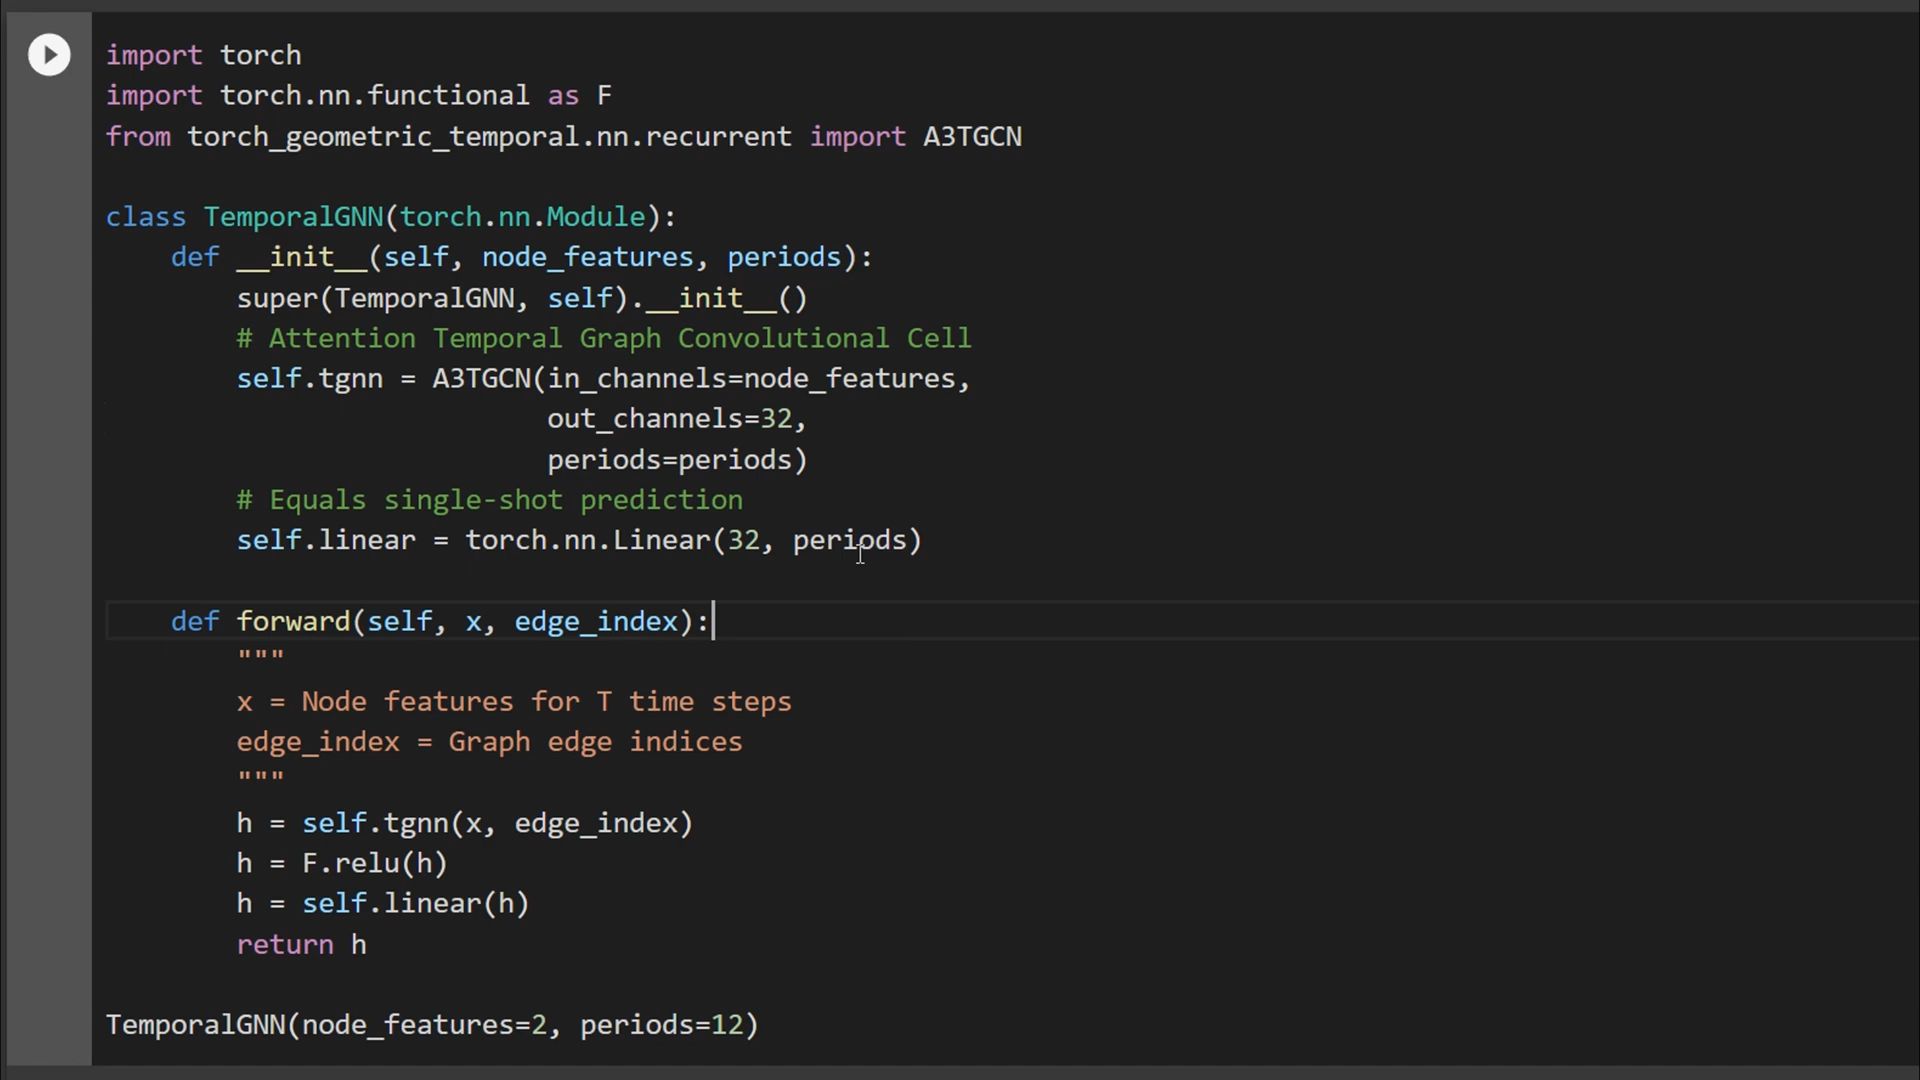 import torch
import torch.nn.functional as F
from torch_geometric_temporal.nn.recurrent import A3TGCN
class TemporalGNN(torch.nn.Module):
    def __init__(self, node_features, periods):
        super(TemporalGNN, self).__init__()
        # Attention Temporal Graph Convolutional Cell
        self.tgnn = A3TGCN(in_channels=node_features,
                           out_channels=32,
                           periods=periods)
        # Equals single-shot prediction
        self.linear = torch.nn.Linear(32, periods)
    def forward(self, x, edge_index):
        """
        x = Node features for T time steps
        edge_index = Graph edge indices
        """
        h = self.tgnn(x, edge_index)
        h = F.relu(h)
        h = self.linear(h)
        return h
TemporalGNN(node_features=2, periods=12)